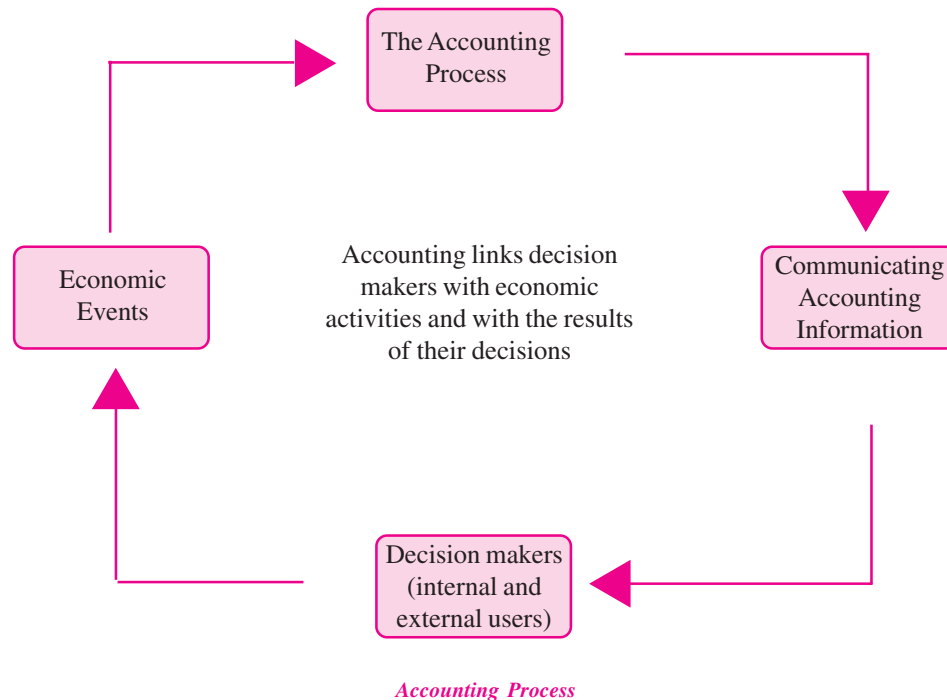 The Accounting
Process
Economic
Events
Accounting links decision
makers with economic
activities and with the results
of their decisions
Communicating
Accounting
Information
Decision makers
(internal and
external users)
Accounting Process